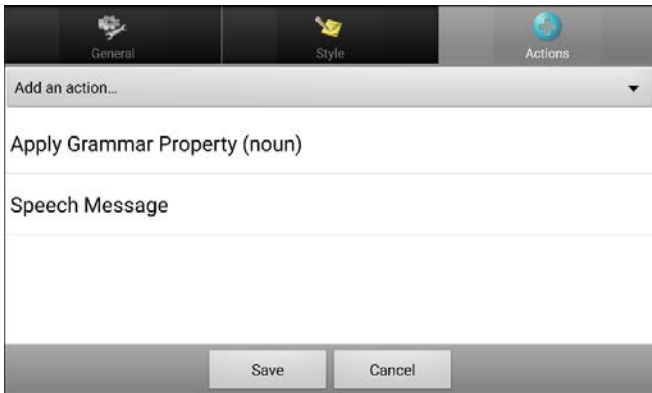 General Style Actions
Add an action...
Apply Grammar Property (noun)
Speech Message
Save Cancel